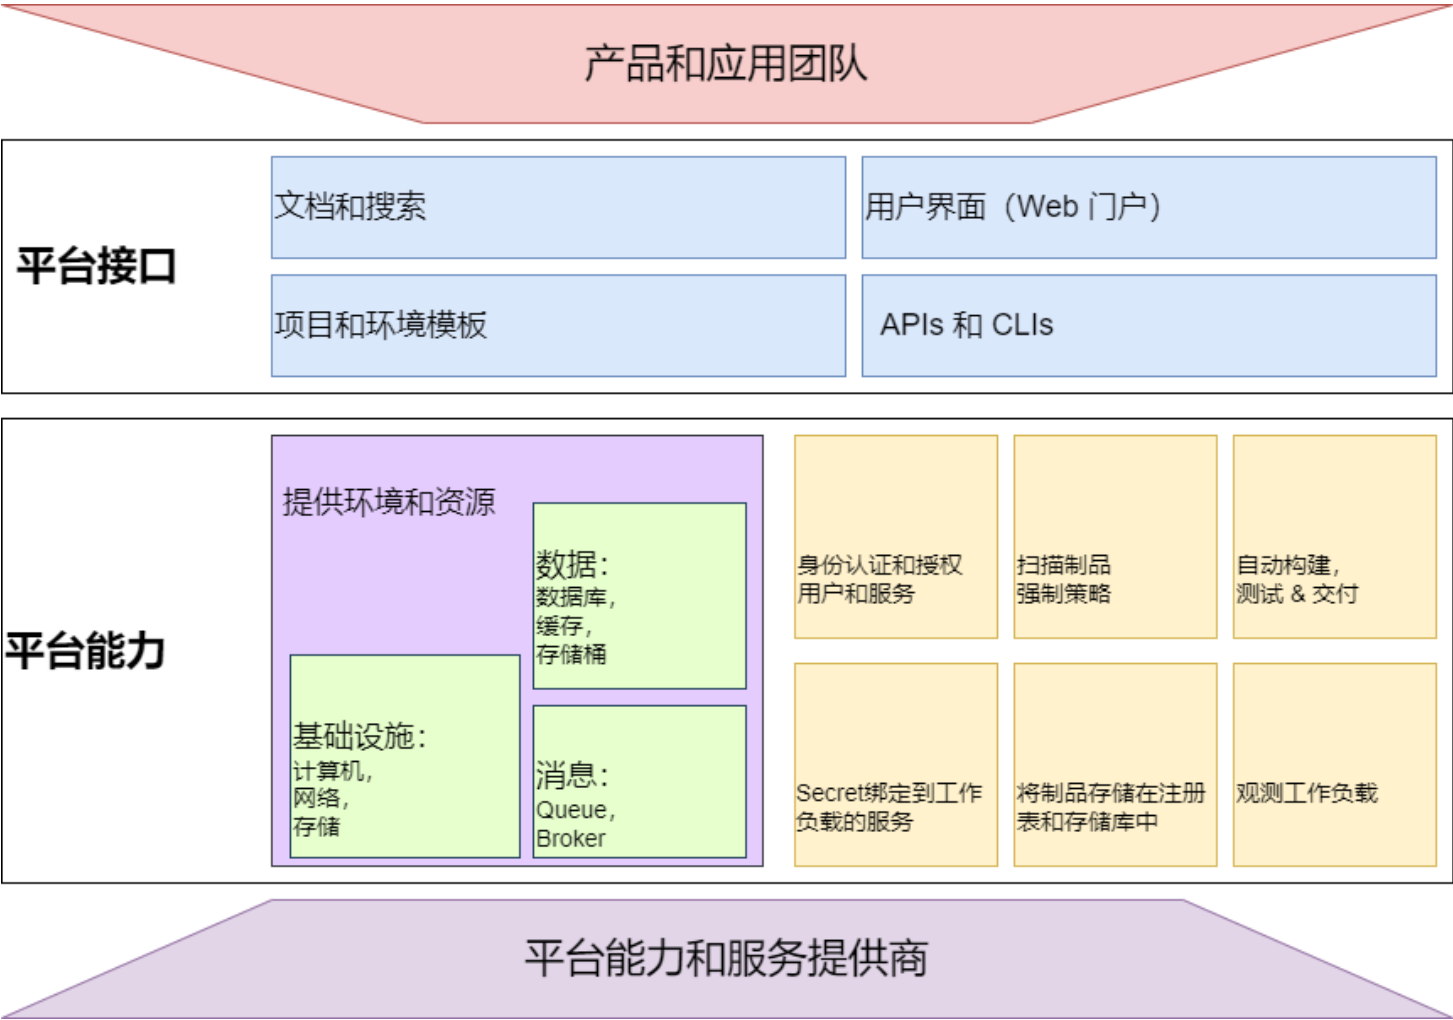 产品和应用团队
平台接口
文档和搜索
用户界面（Web 门户）
项目和环境模板
APIs 和 CLIs
平台能力
提供环境和资源
数据：
数据库，
缓存，
存储桶
基础设施：
计算机，
网络，
存储
消息：
Queue，
Broker
身份认证和授权
用户和服务
扫描制品
强制策略
自动构建，
测试 & 交付
Secret绑定到工作
负载的服务
将制品存储在注册
表和存储库中
观测工作负载
平台能力和服务提供商